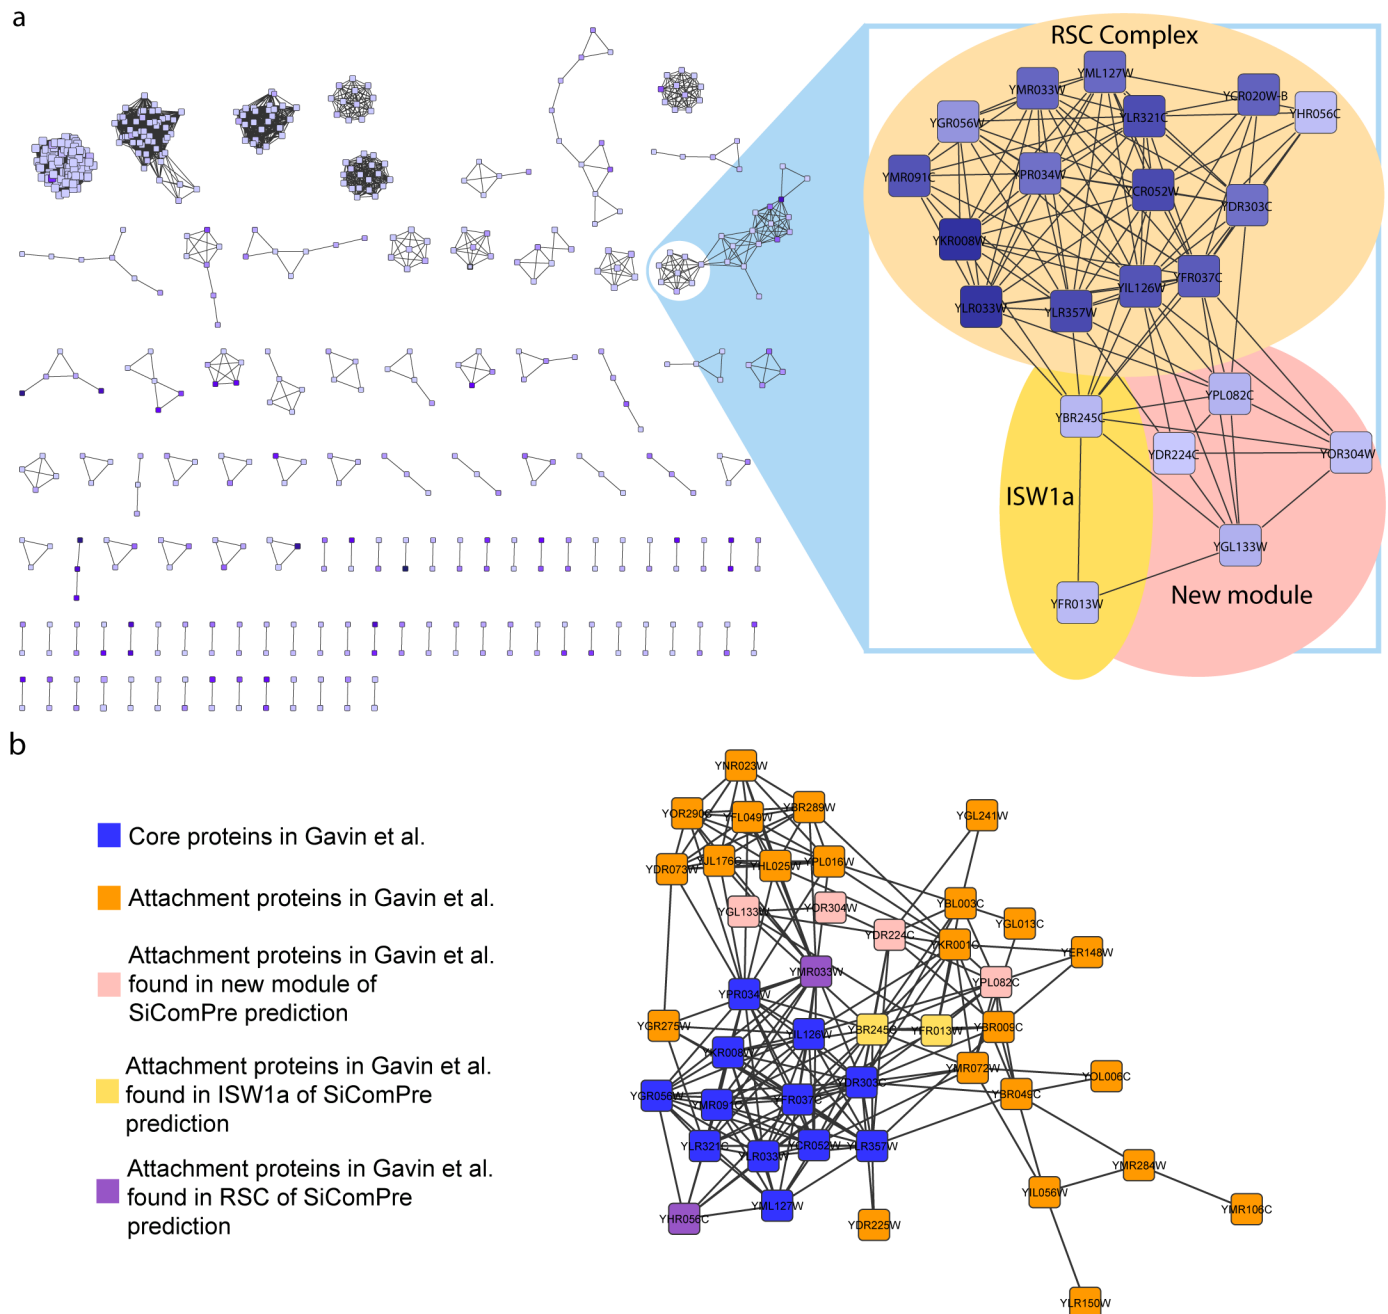 a
RSC Complex
YML127W
YMR033W
YCR020W-B
YHR056C
YGR056W
YLR321C
YMR091C
YPR034W
YCR052W
YDR303C
YKR008W
YFR037C
YIL126W
YLR033W
YLR357W
YPL082C
YBR245C
YDR224C
YOR304W
ISW1a
YGL133W
YFR013W
New module
b
Core proteins in Gavin et al.
Attachment proteins in Gavin et al.
Attachment proteins in Gavin et al.
found in new module of
SiComPre prediction
Attachment proteins in Gavin et al.
found in ISW1a of SiComPre
prediction
Attachment proteins in Gavin et al.
found in RSC of SiComPre
prediction
YNR023W
YOR290C
YFL049W
YBR289W
YGL241W
YDR073W
YJL176C
YHL025W
YPL016W
YGL133W
YOR304W
YBL003C
YGL013C
YDR224C
YKR001C
YER148W
YMR033W
YPL082C
YPR034W
YGR275W
YIL126W
YBR245C
YFR013W
YBR009C
YKR008W
YMR072W
YOL006C
YGR056W
YMR091C
YFR037C
YDR303C
YBR049C
YLR321C
YLR033W
YCR052W
YLR357W
YMR284W
YHR056C
YML127W
YDR225W
YIL056W
YMR106C
YLR150W